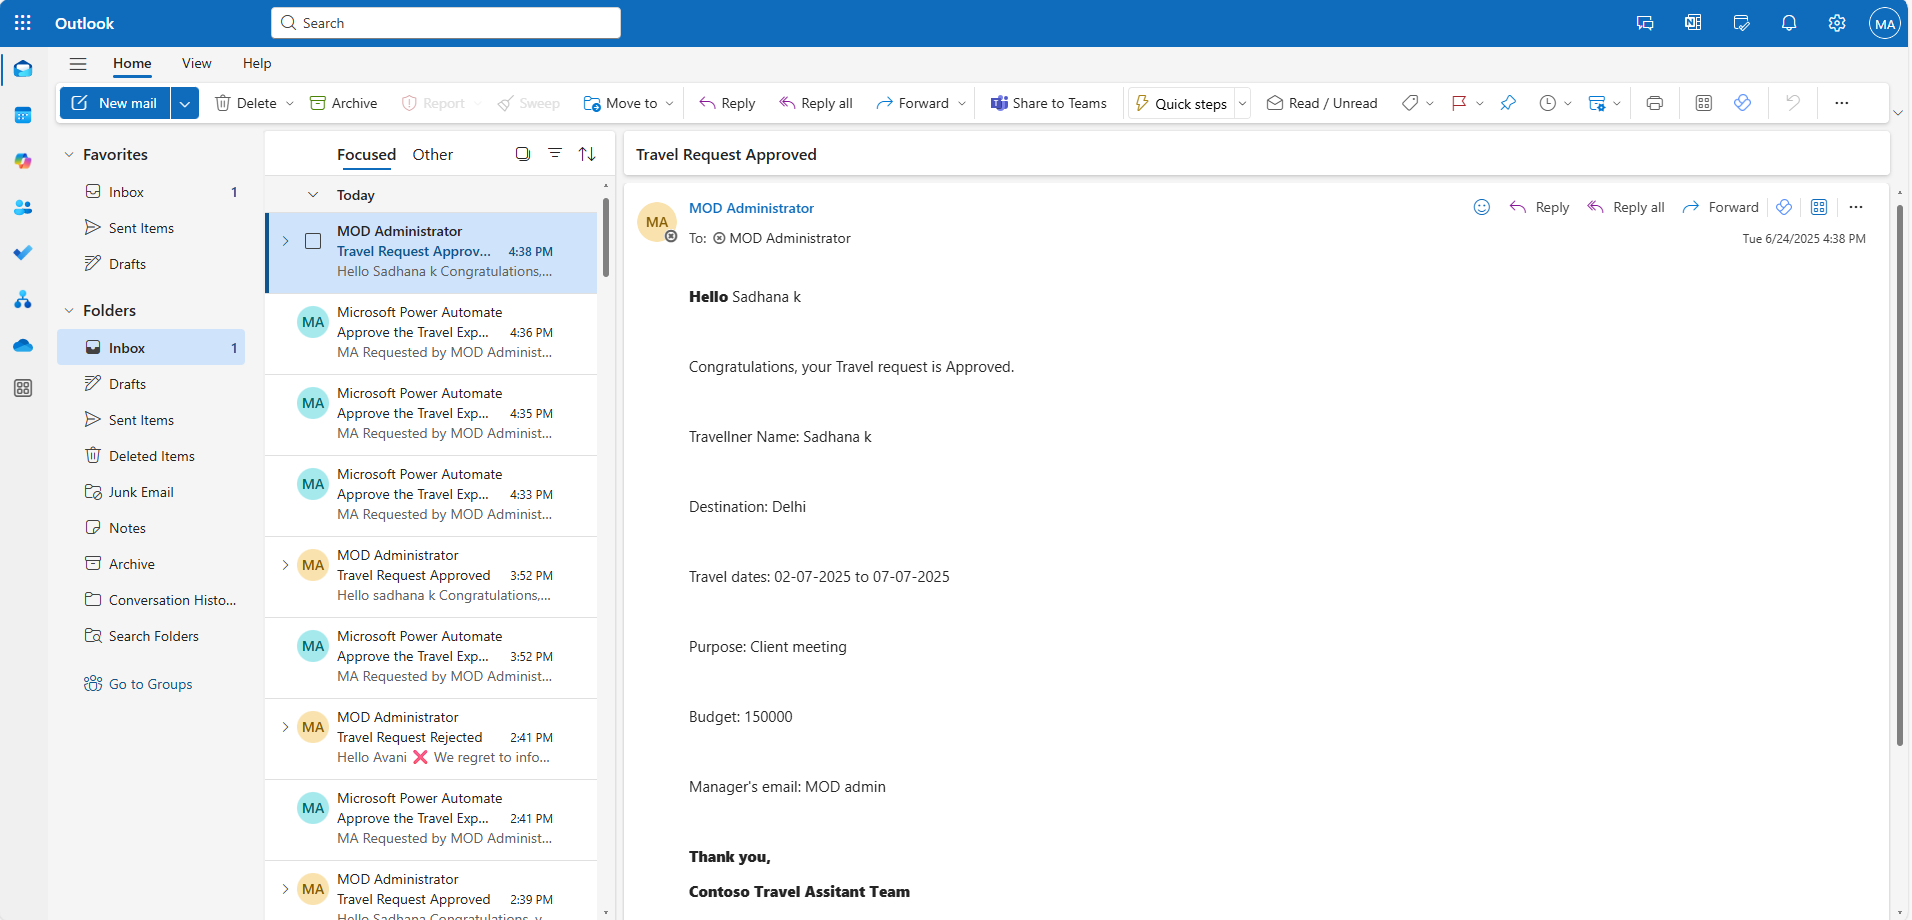 Outlook
Search
MA
Home View Help
New mail Delete Archive Report Sweep Move to Reply Reply all Forward Share to Teams Quick steps Read / Unread
Favorites
Inbox 1
Sent Items
Drafts
Folders
Inbox 1
Drafts
Sent Items
Deleted Items
Junk Email
Notes
Archive
Conversation Histo...
Search Folders
Go to Groups
Focused Other
Today
MOD Administrator
Travel Request Approv... 4:38 PM
Hello Sadhana k Congratulations,...
MA
Microsoft Power Automate
Approve the Travel Exp... 4:36 PM
MA Requested by MOD Administ...
MA
Microsoft Power Automate
Approve the Travel Exp... 4:35 PM
MA Requested by MOD Administ...
MA
Microsoft Power Automate
Approve the Travel Exp... 4:33 PM
MA Requested by MOD Administ...
MA
MOD Administrator
Travel Request Approved 3:52 PM
Hello sadhana k Congratulations,...
MA
Microsoft Power Automate
Approve the Travel Exp... 3:52 PM
MA Requested by MOD Administ...
MA
MOD Administrator
Travel Request Rejected 2:41 PM
Hello Avani ❌ We regret to info...
MA
Microsoft Power Automate
Approve the Travel Exp... 2:41 PM
MA Requested by MOD Administ...
MA
MOD Administrator
Travel Request Approved 2:39 PM
Hello Sadhana Congratulations, y
Travel Request Approved
MA
MOD Administrator
To: MOD Administrator
Reply Reply all Forward
Tue 6/24/2025 4:38 PM
Hello Sadhana k
Congratulations, your Travel request is Approved.
Travellner Name: Sadhana k
Destination: Delhi
Travel dates: 02-07-2025 to 07-07-2025
Purpose: Client meeting
Budget: 150000
Manager's email: MOD admin
Thank you,
Contoso Travel Assitant Team